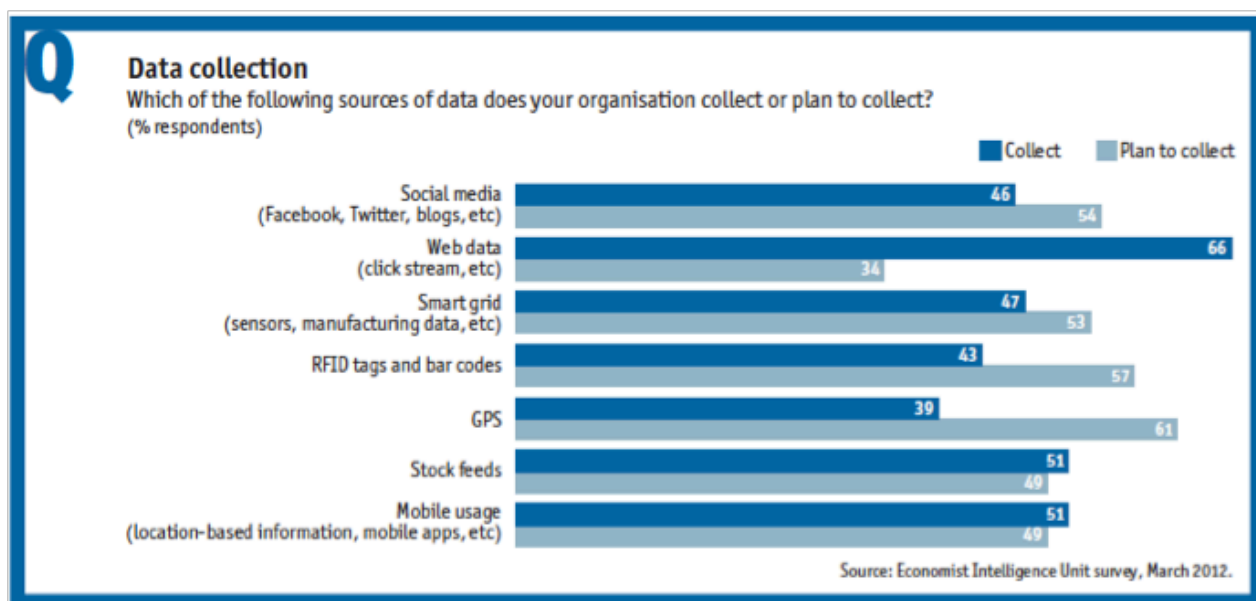 Q
Data collection
Which of the following sources of data does your organisation collect or plan to collect?
(% respondents)
Collect Plan to collect
Social media
(Facebook, Twitter, blogs, etc)
46
54
Web data
(click stream, etc)
66
34
Smart grid
(sensors, manufacturing data, etc)
47
53
RFID tags and bar codes
43
57
GPS
39
61
Stock feeds
51
49
Mobile usage
(location-based information, mobile apps, etc)
51
49
Source: Economist Intelligence Unit survey, March 2012.